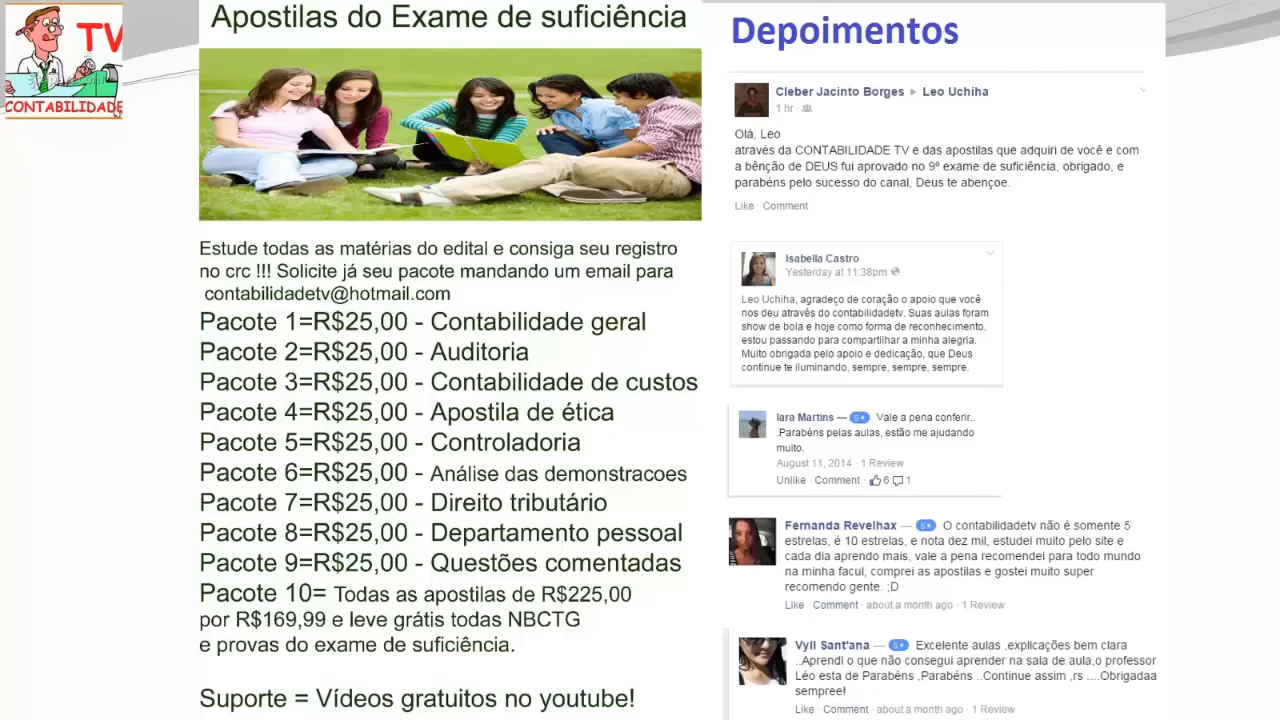 TV
CONTABILIDADE
Apostilas do Exame de suficiência
Estude todas as matérias do edital e consiga seu registro
no crc !!! Solicite já seu pacote mandando um email para
contabilidadetv@hotmail.com
Pacote 1=R$25,00 - Contabilidade geral
Pacote 2=R$25,00 - Auditoria
Pacote 3=R$25,00 - Contabilidade de custos
Pacote 4=R$25,00 - Apostila de ética
Pacote 5=R$25,00 - Controladoria
Pacote 6=R$25,00 - Análise das demonstracoes
Pacote 7=R$25,00 - Direito tributário
Pacote 8=R$25,00 - Departamento pessoal
Pacote 9=R$25,00 - Questões comentadas
Pacote 10= Todas as apostilas de R$225,00
por R$169,99 e leve grátis todas NBCTG
e provas do exame de suficiência.
Suporte = Vídeos gratuitos no youtube!
Depoimentos
Cleber Jacinto Borges ▸ Leo Uchiha
1 hr ·
Olá, Leo
através da CONTABILIDADE TV e das apostilas que adquiri de você e com
a bênção de DEUS fui aprovado no 9º exame de suficiência, obrigado, e
parabéns pelo sucesso do canal, Deus te abençoe.
Like · Comment
Isabella Castro
Yesterday at 11:38pm
Leo Uchiha, agradeço de coração o apoio que você
nos deu através do contabilidadetv. Suas aulas foram
show de bola e hoje como forma de reconhecimento,
estou passando para compartilhar a minha alegria.
Muito obrigada pelo apoio e dedicação, que Deus
continue te iluminando, sempre, sempre, sempre.
Iara Martins — 5★ Vale a pena conferir..
.Parabéns pelas aulas, estão me ajudando
muito.
August 11, 2014 · 1 Review
Unlike · Comment · 6 1
Fernanda Revelhax — 5★ O contabilidadetv não é somente 5
estrelas, é 10 estrelas, e nota dez mil, estudei muito pelo site e
cada dia aprendo mais, vale a pena recomendei para todo mundo
na minha facul, comprei as apostilas e gostei muito super
recomendo gente. ;D
Like · Comment · about a month ago · 1 Review
Vyll Sant'ana — 5★ Excelente aulas ,explicações bem clara
..Aprendi o que não consegui aprender na sala de aula,o professor
Léo esta de Parabéns ,Parabéns ..Continue assim ,rs ....Obrigadaa
sempree!
Like · Comment · about a month ago · 1 Review